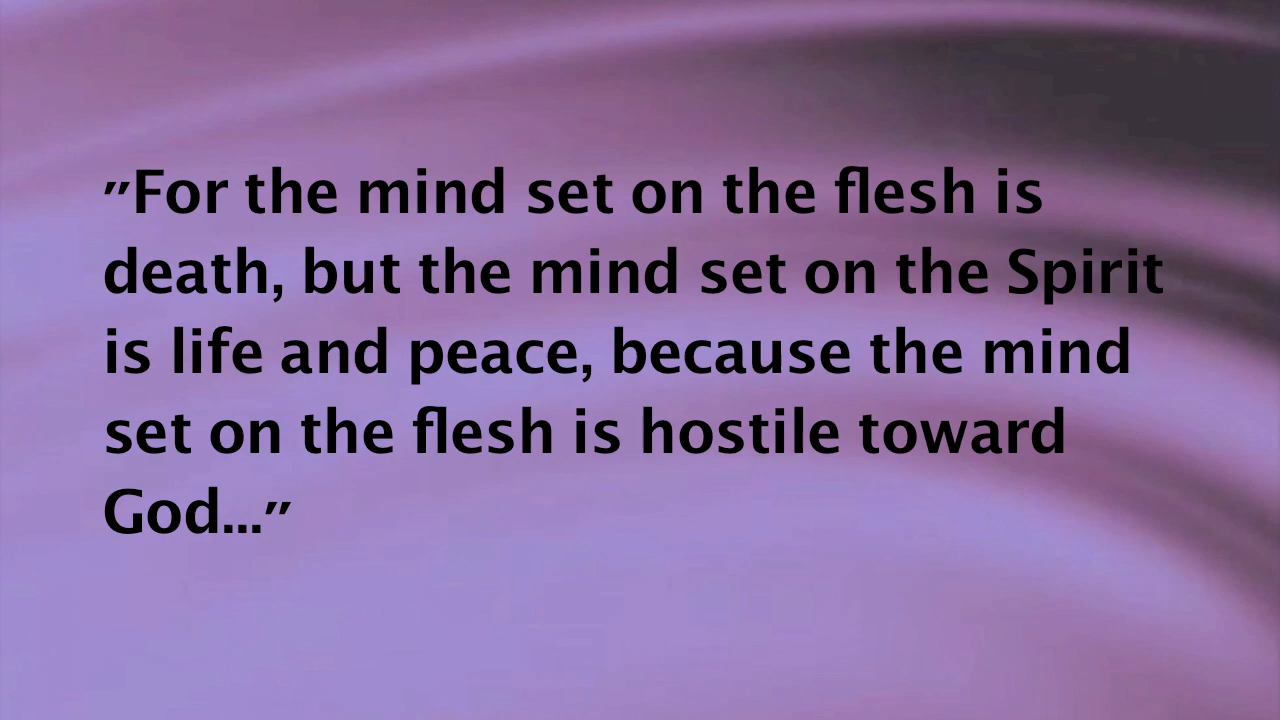 "For the mind set on the flesh is
death, but the mind set on the Spirit
is life and peace, because the mind
set on the flesh is hostile toward
God..."